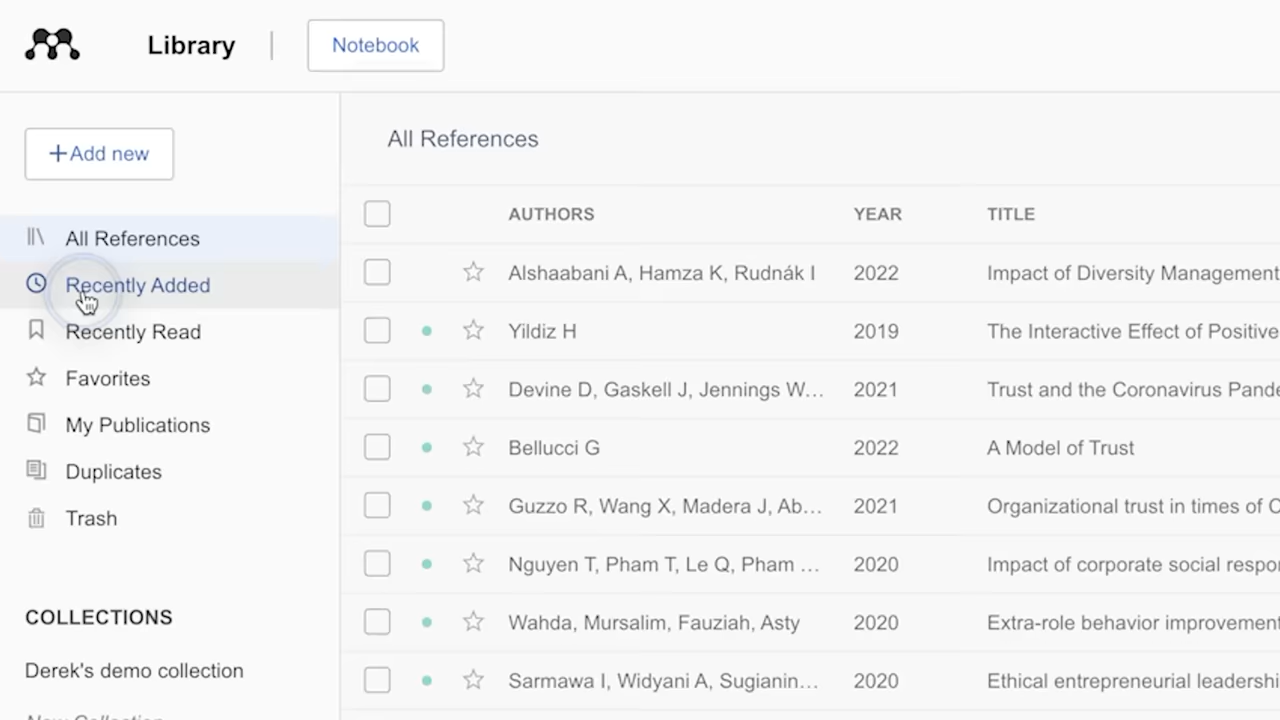 Library | Notebook
+Add new
All References
Recently Added
Recently Read
Favorites
My Publications
Duplicates
Trash
COLLECTIONS
Derek's demo collection
New Collection
All References
AUTHORS YEAR TITLE
Alshaabani A, Hamza K, Rudnák I 2022 Impact of Diversity Management
Yildiz H 2019 The Interactive Effect of Positive
Devine D, Gaskell J, Jennings W... 2021 Trust and the Coronavirus Pande
Bellucci G 2022 A Model of Trust
Guzzo R, Wang X, Madera J, Ab... 2021 Organizational trust in times of C
Nguyen T, Pham T, Le Q, Pham ... 2020 Impact of corporate social respo
Wahda, Mursalim, Fauziah, Asty 2020 Extra-role behavior improvement
Sarmawa I, Widyani A, Sugianin... 2020 Ethical entrepreneurial leadershi